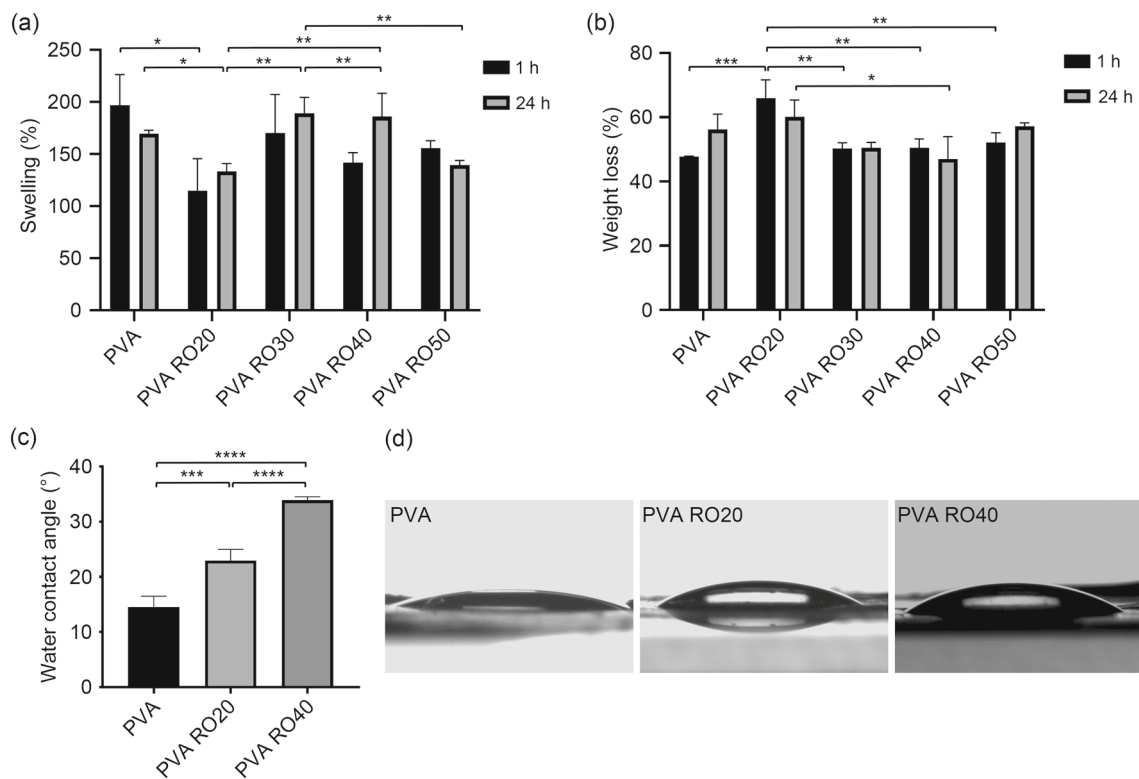 (a)
Swelling (%)
250
200
150
100
50
0
*
*
**
**
**
**
1 h
24 h
PVA
PVA RO20
PVA RO30
PVA RO40
PVA RO50
(b)
Weight loss (%)
80
60
40
20
0
***
**
**
**
*
1 h
24 h
PVA
PVA RO20
PVA RO30
PVA RO40
PVA RO50
(c)
Water contact angle (°)
40
30
20
10
0
****
***
****
PVA
PVA RO20
PVA RO40
(d)
PVA
PVA RO20
PVA RO40